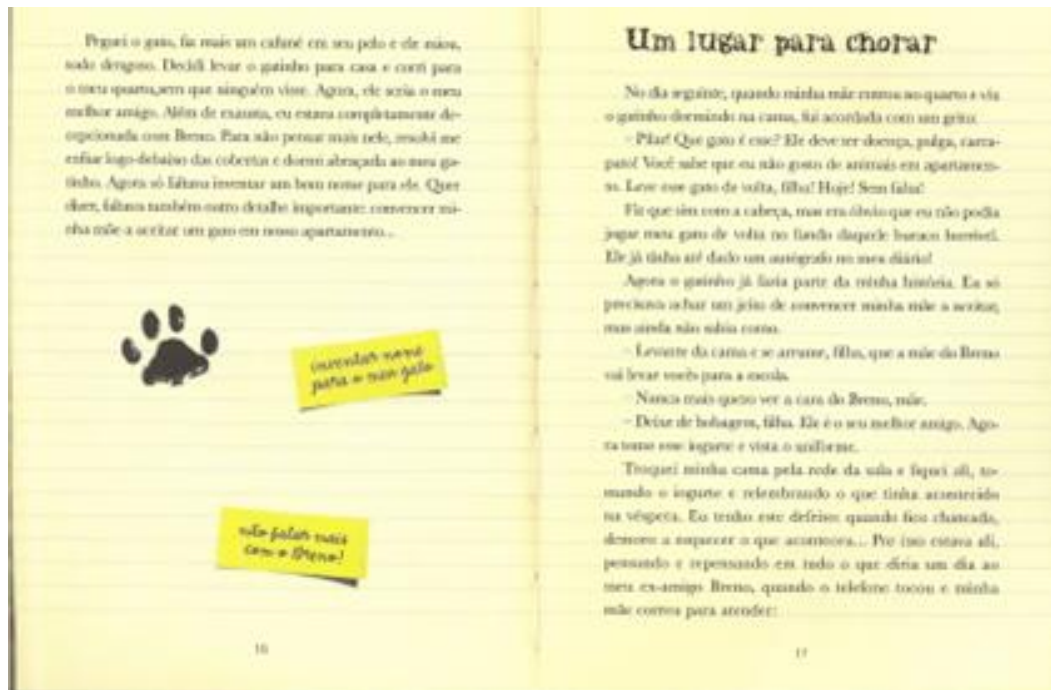 Peguei o gato, fiz mais um cafuné em seu pelo e ele miou,
todo dengoso. Decidi levar o gatinho para casa e corri para
o meu quarto,sem que ninguém visse. Agora, ele seria o meu
melhor amigo. Além de exausta, eu estava completamente de-
cepcionada com Breno. Para não pensar mais nele, resolvi me
enfiar logo debaixo das cobertas e dormi abraçada ao meu ga-
tinho. Agora só faltava inventar um bom nome para ele. Quer
dizer, faltava também outro detalhe importante: convencer mi-
nha mãe a aceitar um gato em nosso apartamento...
inventar nome
para o meu gato
não falar mais
com o Breno!
16
Um lugar para chorar
No dia seguinte, quando minha mãe entrou no quarto e viu
o gatinho dormindo na cama, fui acordada com um grito:
– Pilar! Que gato é esse? Ele deve ter doença, pulga, carra-
pato! Você sabe que eu não gosto de animais em apartamen-
to. Leve esse gato de volta, filha! Hoje! Sem falta!
Fiz que sim com a cabeça, mas era óbvio que eu não podia
jogar meu gato de volta no fundo daquele buraco horrível.
Ele já tinha até dado um autógrafo no meu diário!
Agora o gatinho já fazia parte da minha história. Eu só
precisava achar um jeito de convencer minha mãe a aceitar,
mas ainda não sabia como.
– Levante da cama e se arrume, filha, que a mãe do Breno
vai levar vocês para a escola.
– Nunca mais quero ver a cara do Breno, mãe.
– Deixe de bobagem, filha. Ele é o seu melhor amigo. Ago-
ra tome esse iogurte e vista o uniforme.
Troquei minha cama pela rede da sala e fiquei ali, to-
mando o iogurte e relembrando o que tinha acontecido
na véspera. Eu tenho este defeito: quando fico chateada,
demoro a esquecer o que aconteceu... Por isso estava ali,
pensando e repensando em tudo o que diria um dia ao
meu ex-amigo Breno, quando o telefone tocou e minha
mãe correu para atender:
17